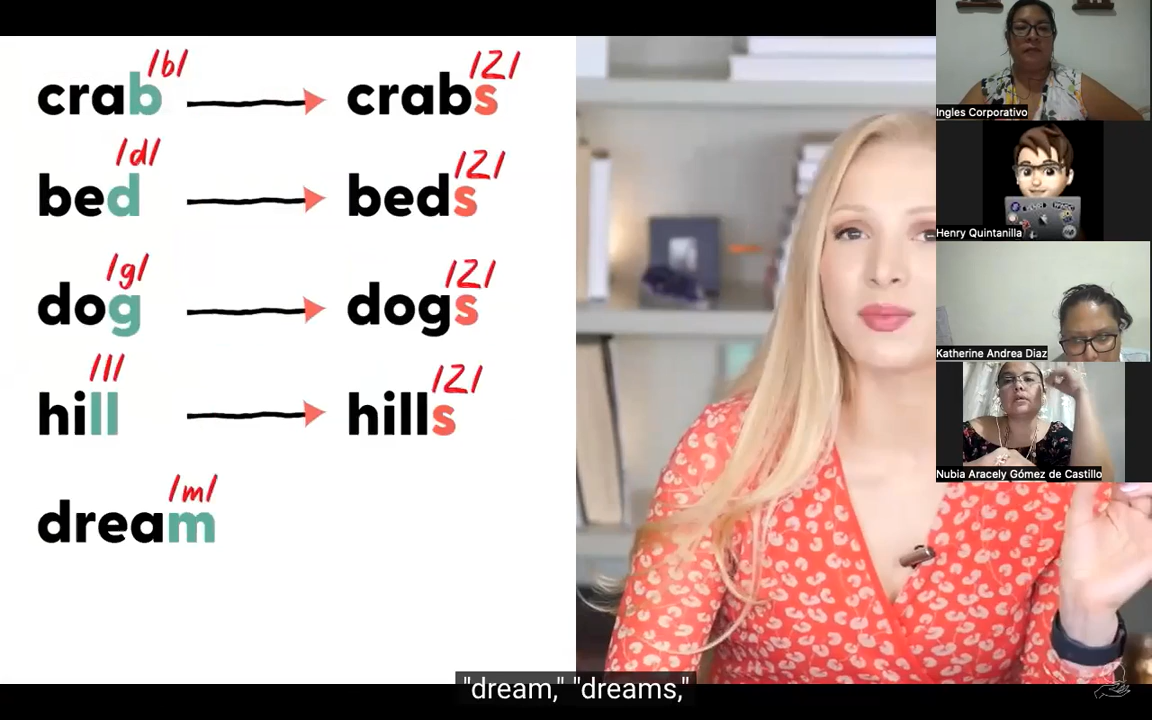 /b/ /z/
crab crabs
/d/ /z/
bed beds
/g/ /z/
dog dogs
/l/ /z/
hill hills
/m/
dream
"dream," "dreams,"
Ingles Corporativo
Henry Quintanilla
Katherine Andrea Diaz
Nubia Aracely Gómez de Castillo